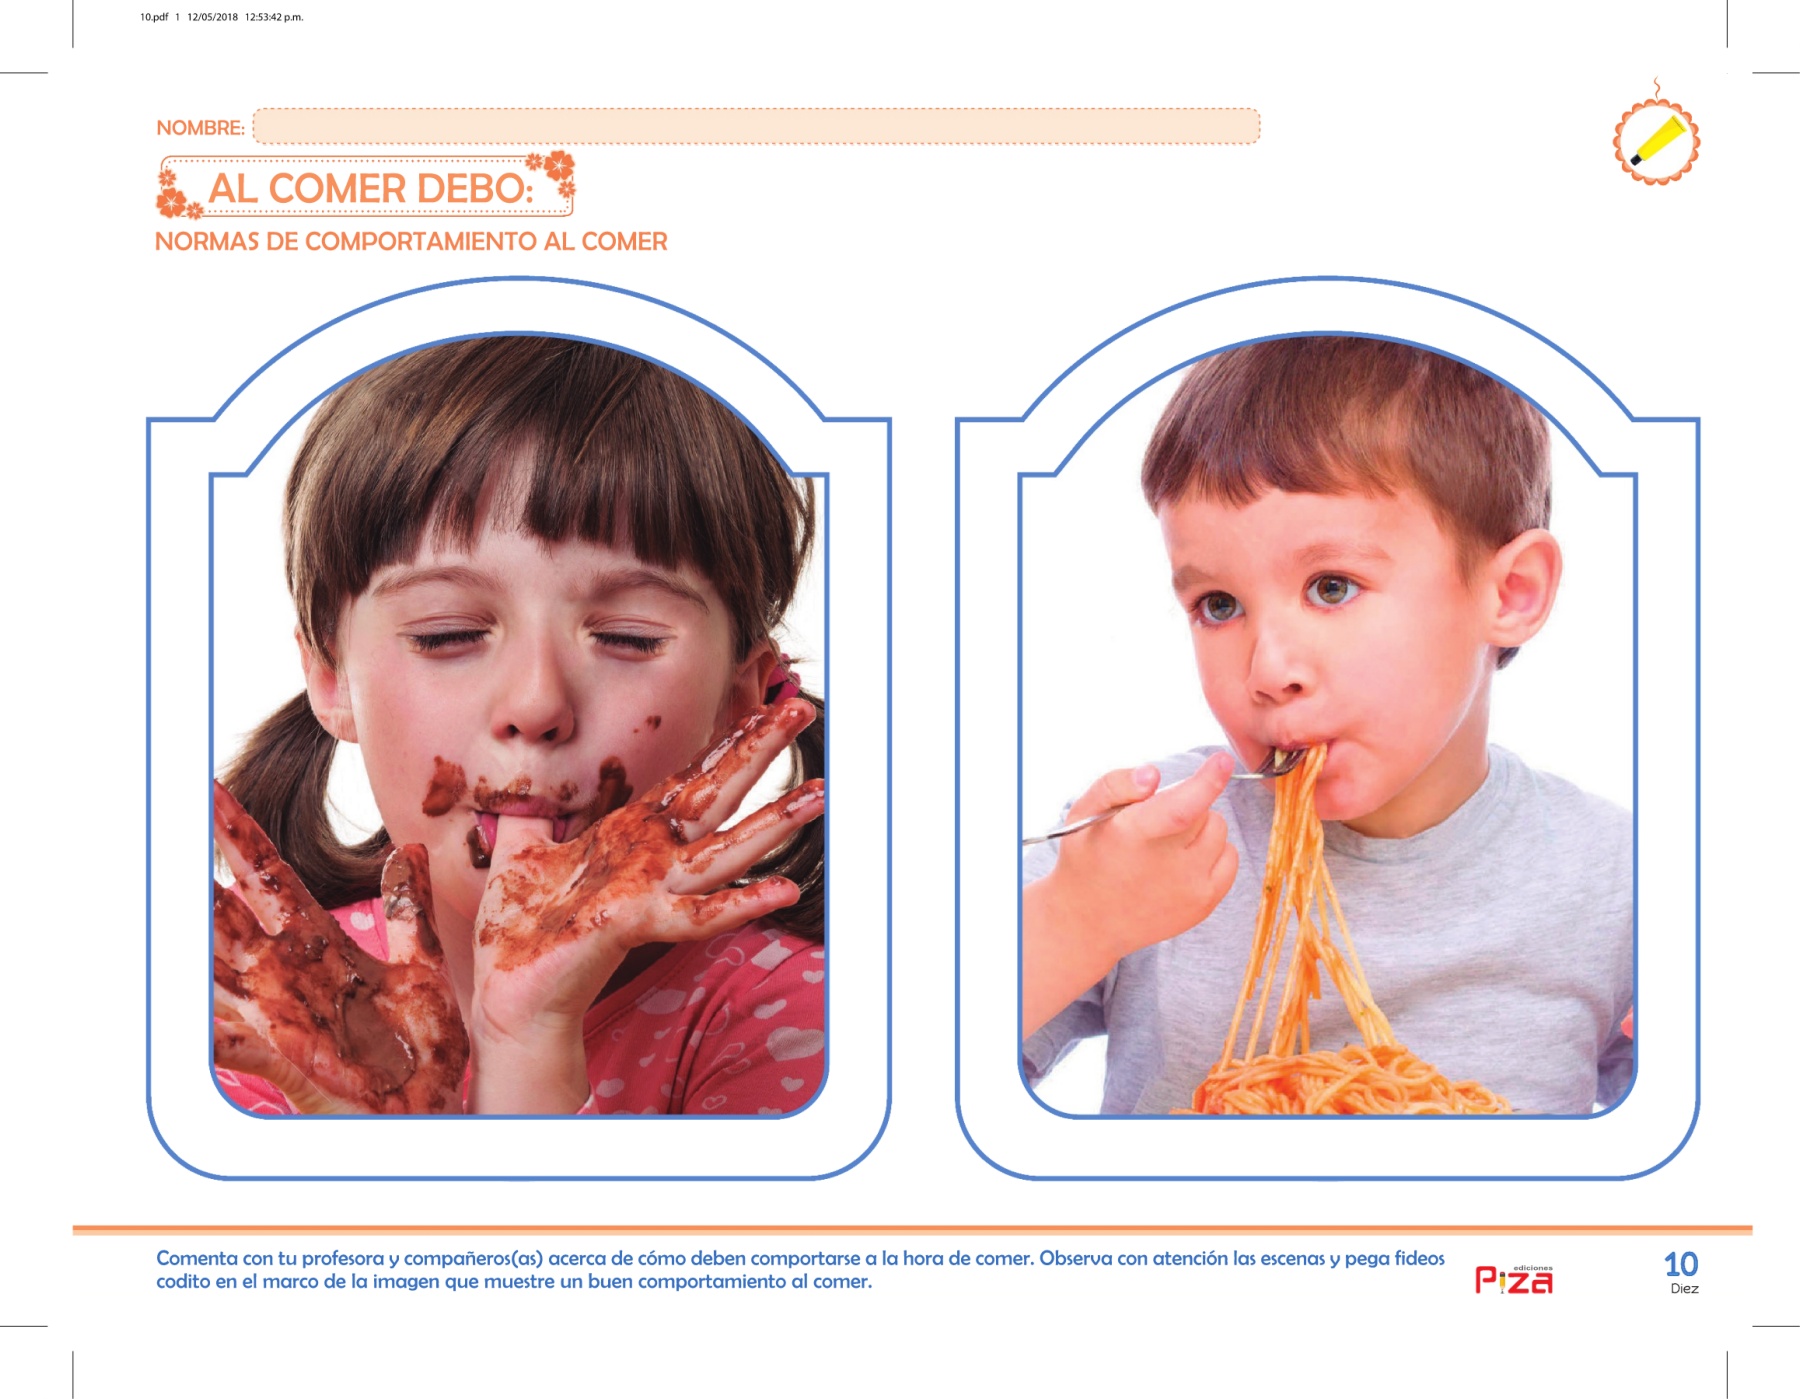 10.pdf 1 12/05/2018 12:53:42 p.m.
NOMBRE:
AL COMER DEBO:
NORMAS DE COMPORTAMIENTO AL COMER
Comenta con tu profesora y compañeros(as) acerca de cómo deben comportarse a la hora de comer. Observa con atención las escenas y pega fideos
codito en el marco de la imagen que muestre un buen comportamiento al comer.
ediciones
Piza
10
Diez